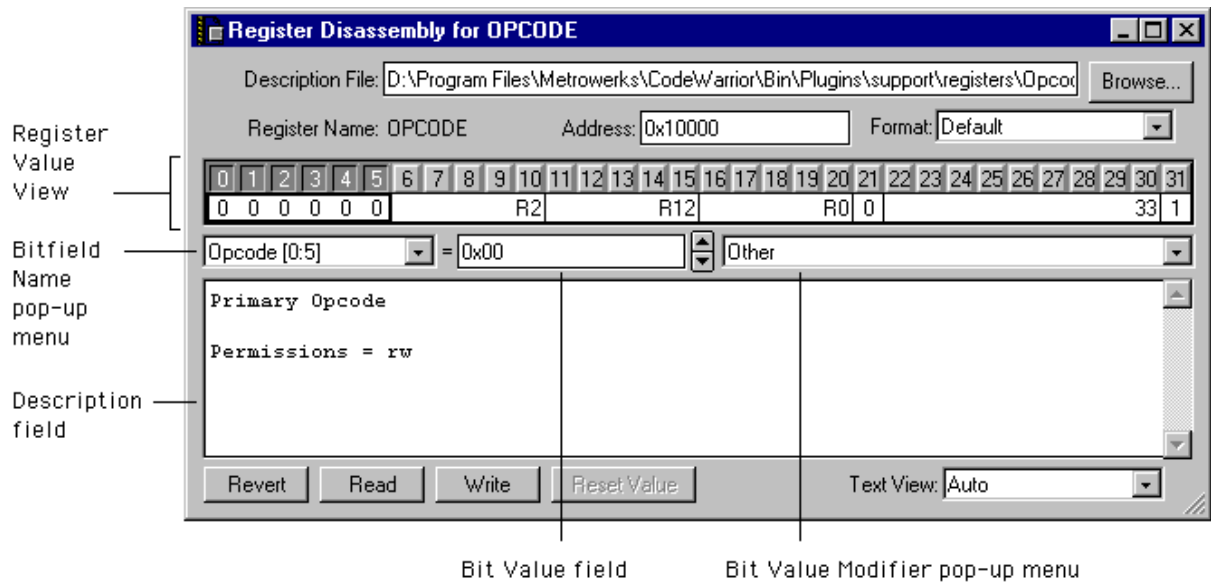 Register Disassembly for OPCODE
Description File: D:\Program Files\Metrowerks\CodeWarrior\Bin\Plugins\support\registers\Opcod Browse...
Register Name: OPCODE Address: 0x10000 Format: Default
Register
Value
View
0 1 2 3 4 5 6 7 8 9 10 11 12 13 14 15 16 17 18 19 20 21 22 23 24 25 26 27 28 29 30 31
0 0 0 0 0 0 R2 R12 R0 0 33 1
Bitfield
Name
pop-up
menu
Opcode [0:5] = 0x00 Other
Primary Opcode
Permissions = rw
Description
field
Revert Read Write Reset Value Text View: Auto
Bit Value field Bit Value Modifier pop-up menu